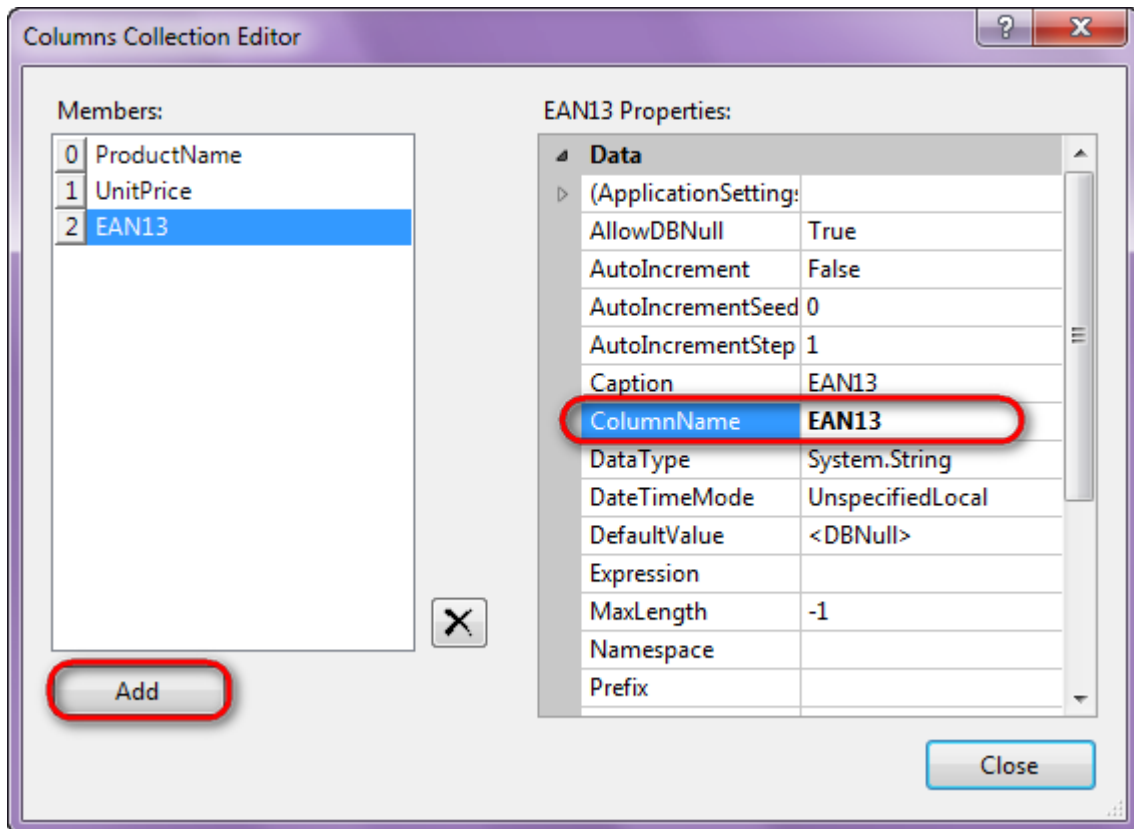 Columns Collection Editor
?
Members:
0 ProductName
1 UnitPrice
2 EAN13
Add
EAN13 Properties:
Data
(ApplicationSettings
AllowDBNull True
AutoIncrement False
AutoIncrementSeed 0
AutoIncrementStep 1
Caption EAN13
ColumnName EAN13
DataType System.String
DateTimeMode UnspecifiedLocal
DefaultValue <DBNull>
Expression
MaxLength -1
Namespace
Prefix
Close